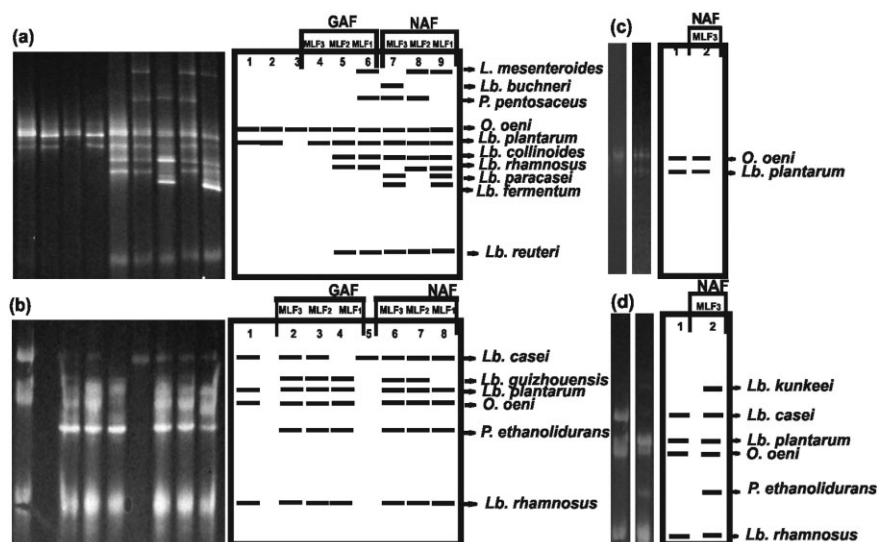 (a)
GAF NAF
MLF3 MLF2 MLF1 MLF3 MLF2 MLF1
1 2 3 4 5 6 7 8 9
L. mesenteroides
Lb. buchneri
P. pentosaceus
O. oeni
Lb. plantarum
Lb. collinoides
Lb. rhamnosus
Lb. paracasei
Lb. fermentum
Lb. reuteri
(b)
GAF NAF
MLF3 MLF2 MLF1 MLF3 MLF2 MLF1
1 2 3 4 5 6 7 8
Lb. casei
Lb. guizhouensis
Lb. plantarum
O. oeni
P. ethanolidurans
Lb. rhamnosus
(c)
NAF
MLF3
1 2
O. oeni
Lb. plantarum
(d)
NAF
MLF3
1 2
Lb. kunkeei
Lb. casei
Lb. plantarum
O. oeni
P. ethanolidurans
Lb. rhamnosus